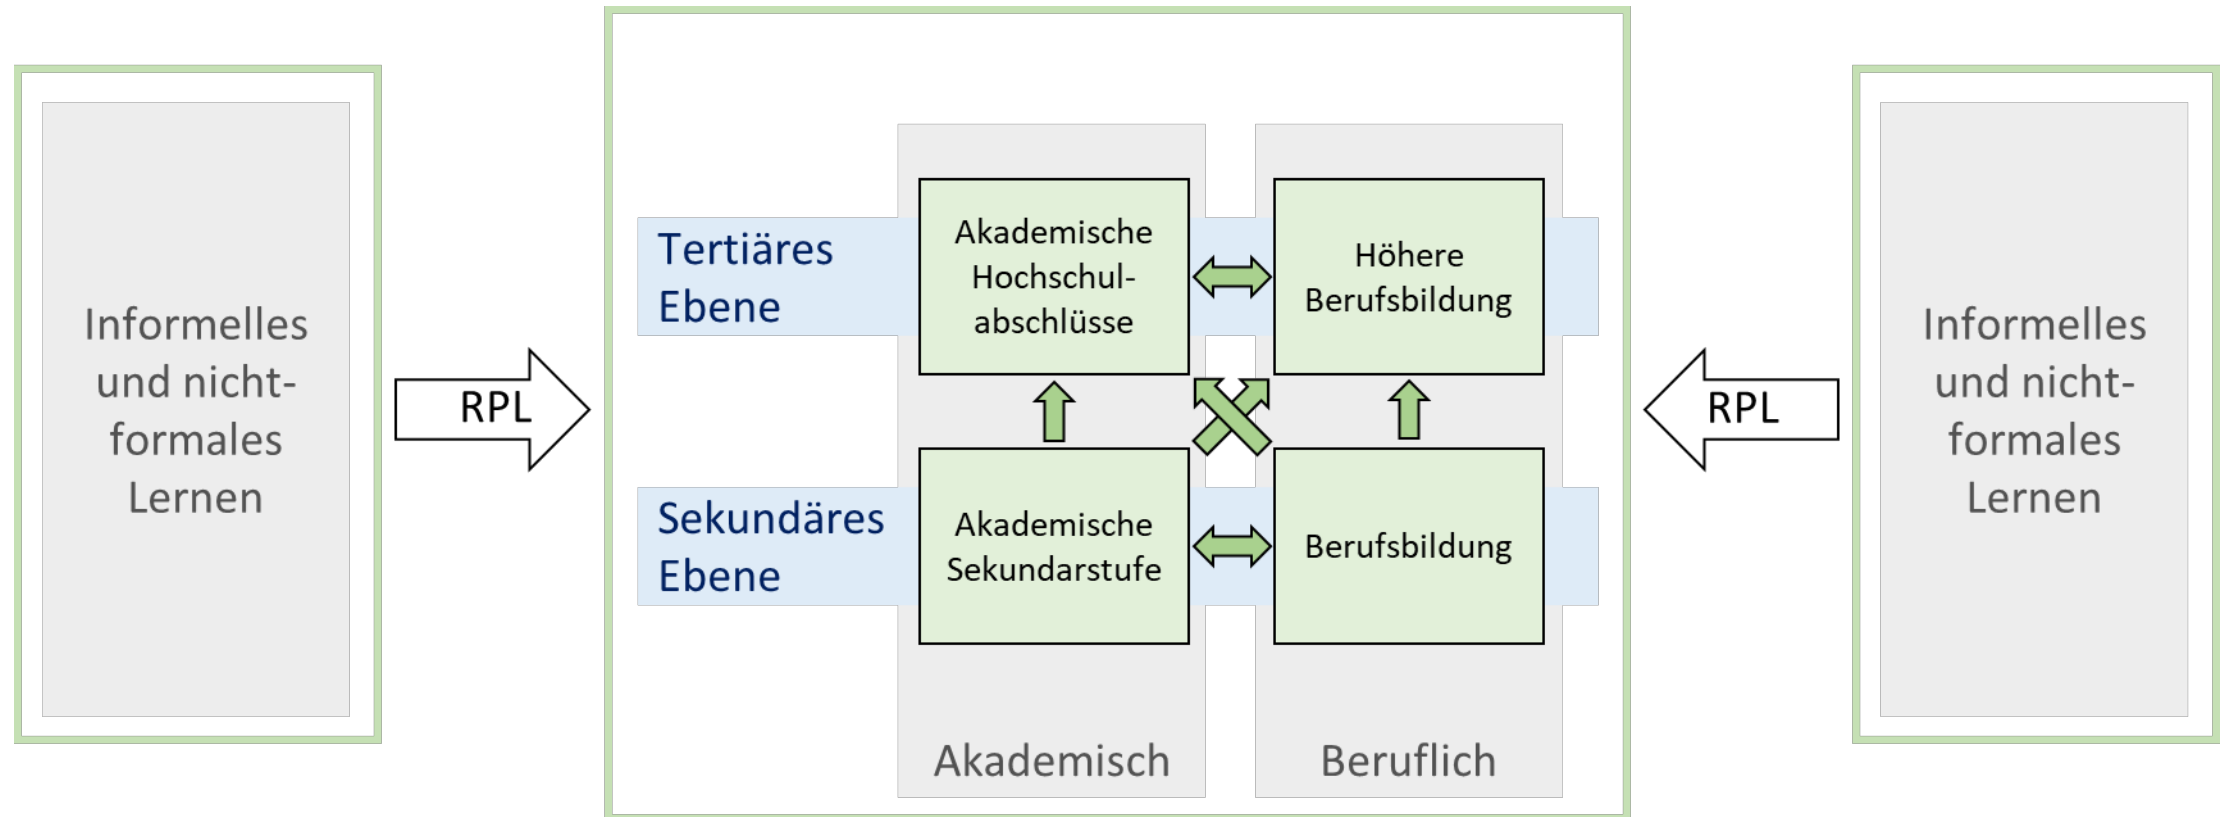 Informelles
und nicht-
formales
Lernen
RPL
Tertiäres
Ebene
Akademische
Hochschul-
abschlüsse
Höhere
Berufsbildung
Sekundäres
Ebene
Akademische
Sekundarstufe
Berufsbildung
Akademisch
Beruflich
RPL
Informelles
und nicht-
formales
Lernen